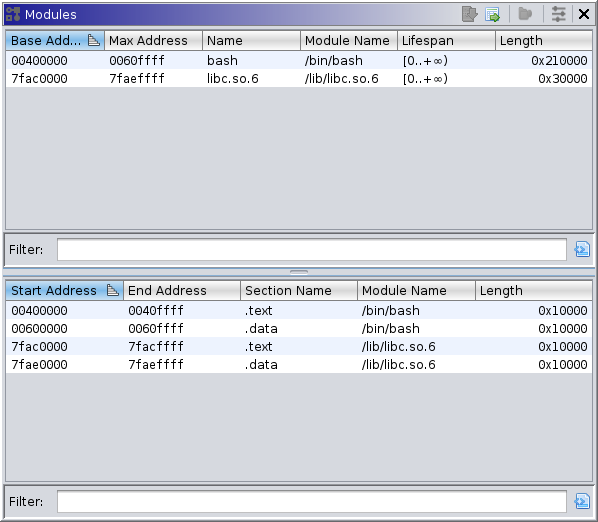 Modules
Base Add... Max Address Name Module Name Lifespan Length
00400000 0060ffff bash /bin/bash [0..+∞) 0x210000
7fac0000 7faeffff libc.so.6 /lib/libc.so.6 [0..+∞) 0x30000
Filter:
Start Address End Address Section Name Module Name Length
00400000 0040ffff .text /bin/bash 0x10000
00600000 0060ffff .data /bin/bash 0x10000
7fac0000 7facffff .text /lib/libc.so.6 0x10000
7fae0000 7faeffff .data /lib/libc.so.6 0x10000
Filter: